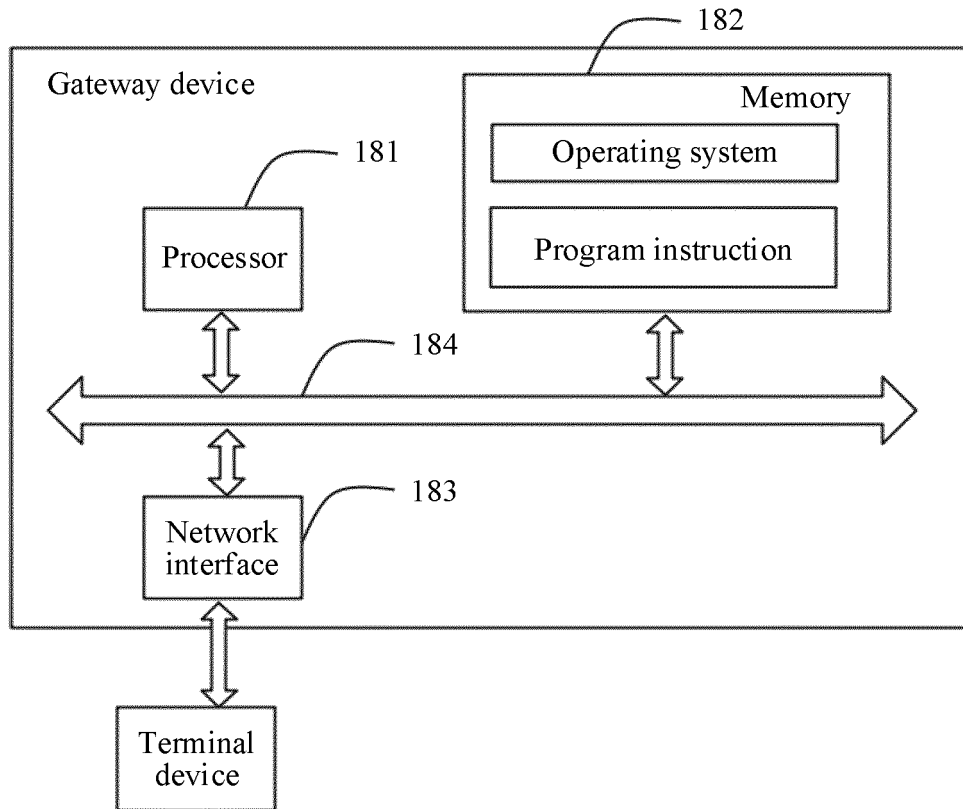 182
Gateway device
Memory
Operating system
181
Program instruction
Processor
184
183
Network
interface
Terminal
device